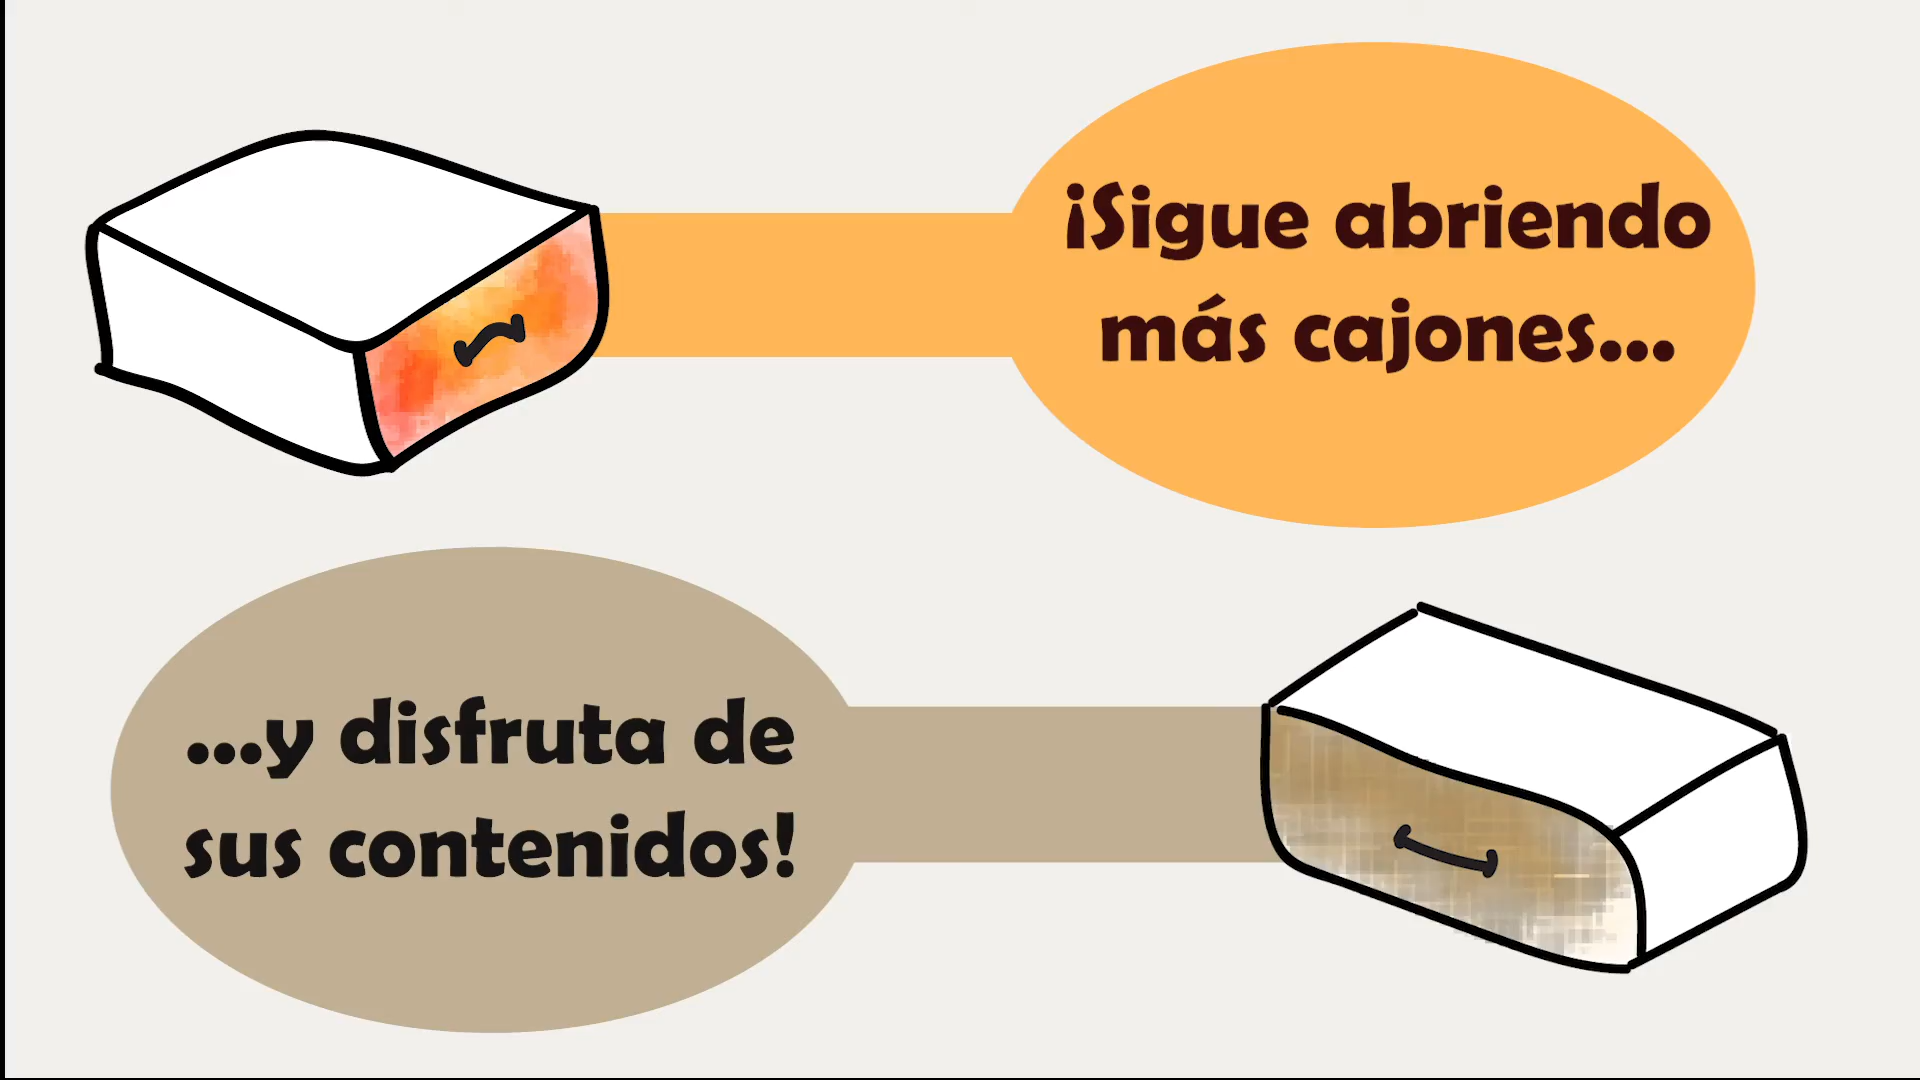 ¡Sigue abriendo
más cajones...
...y disfruta de
sus contenidos!